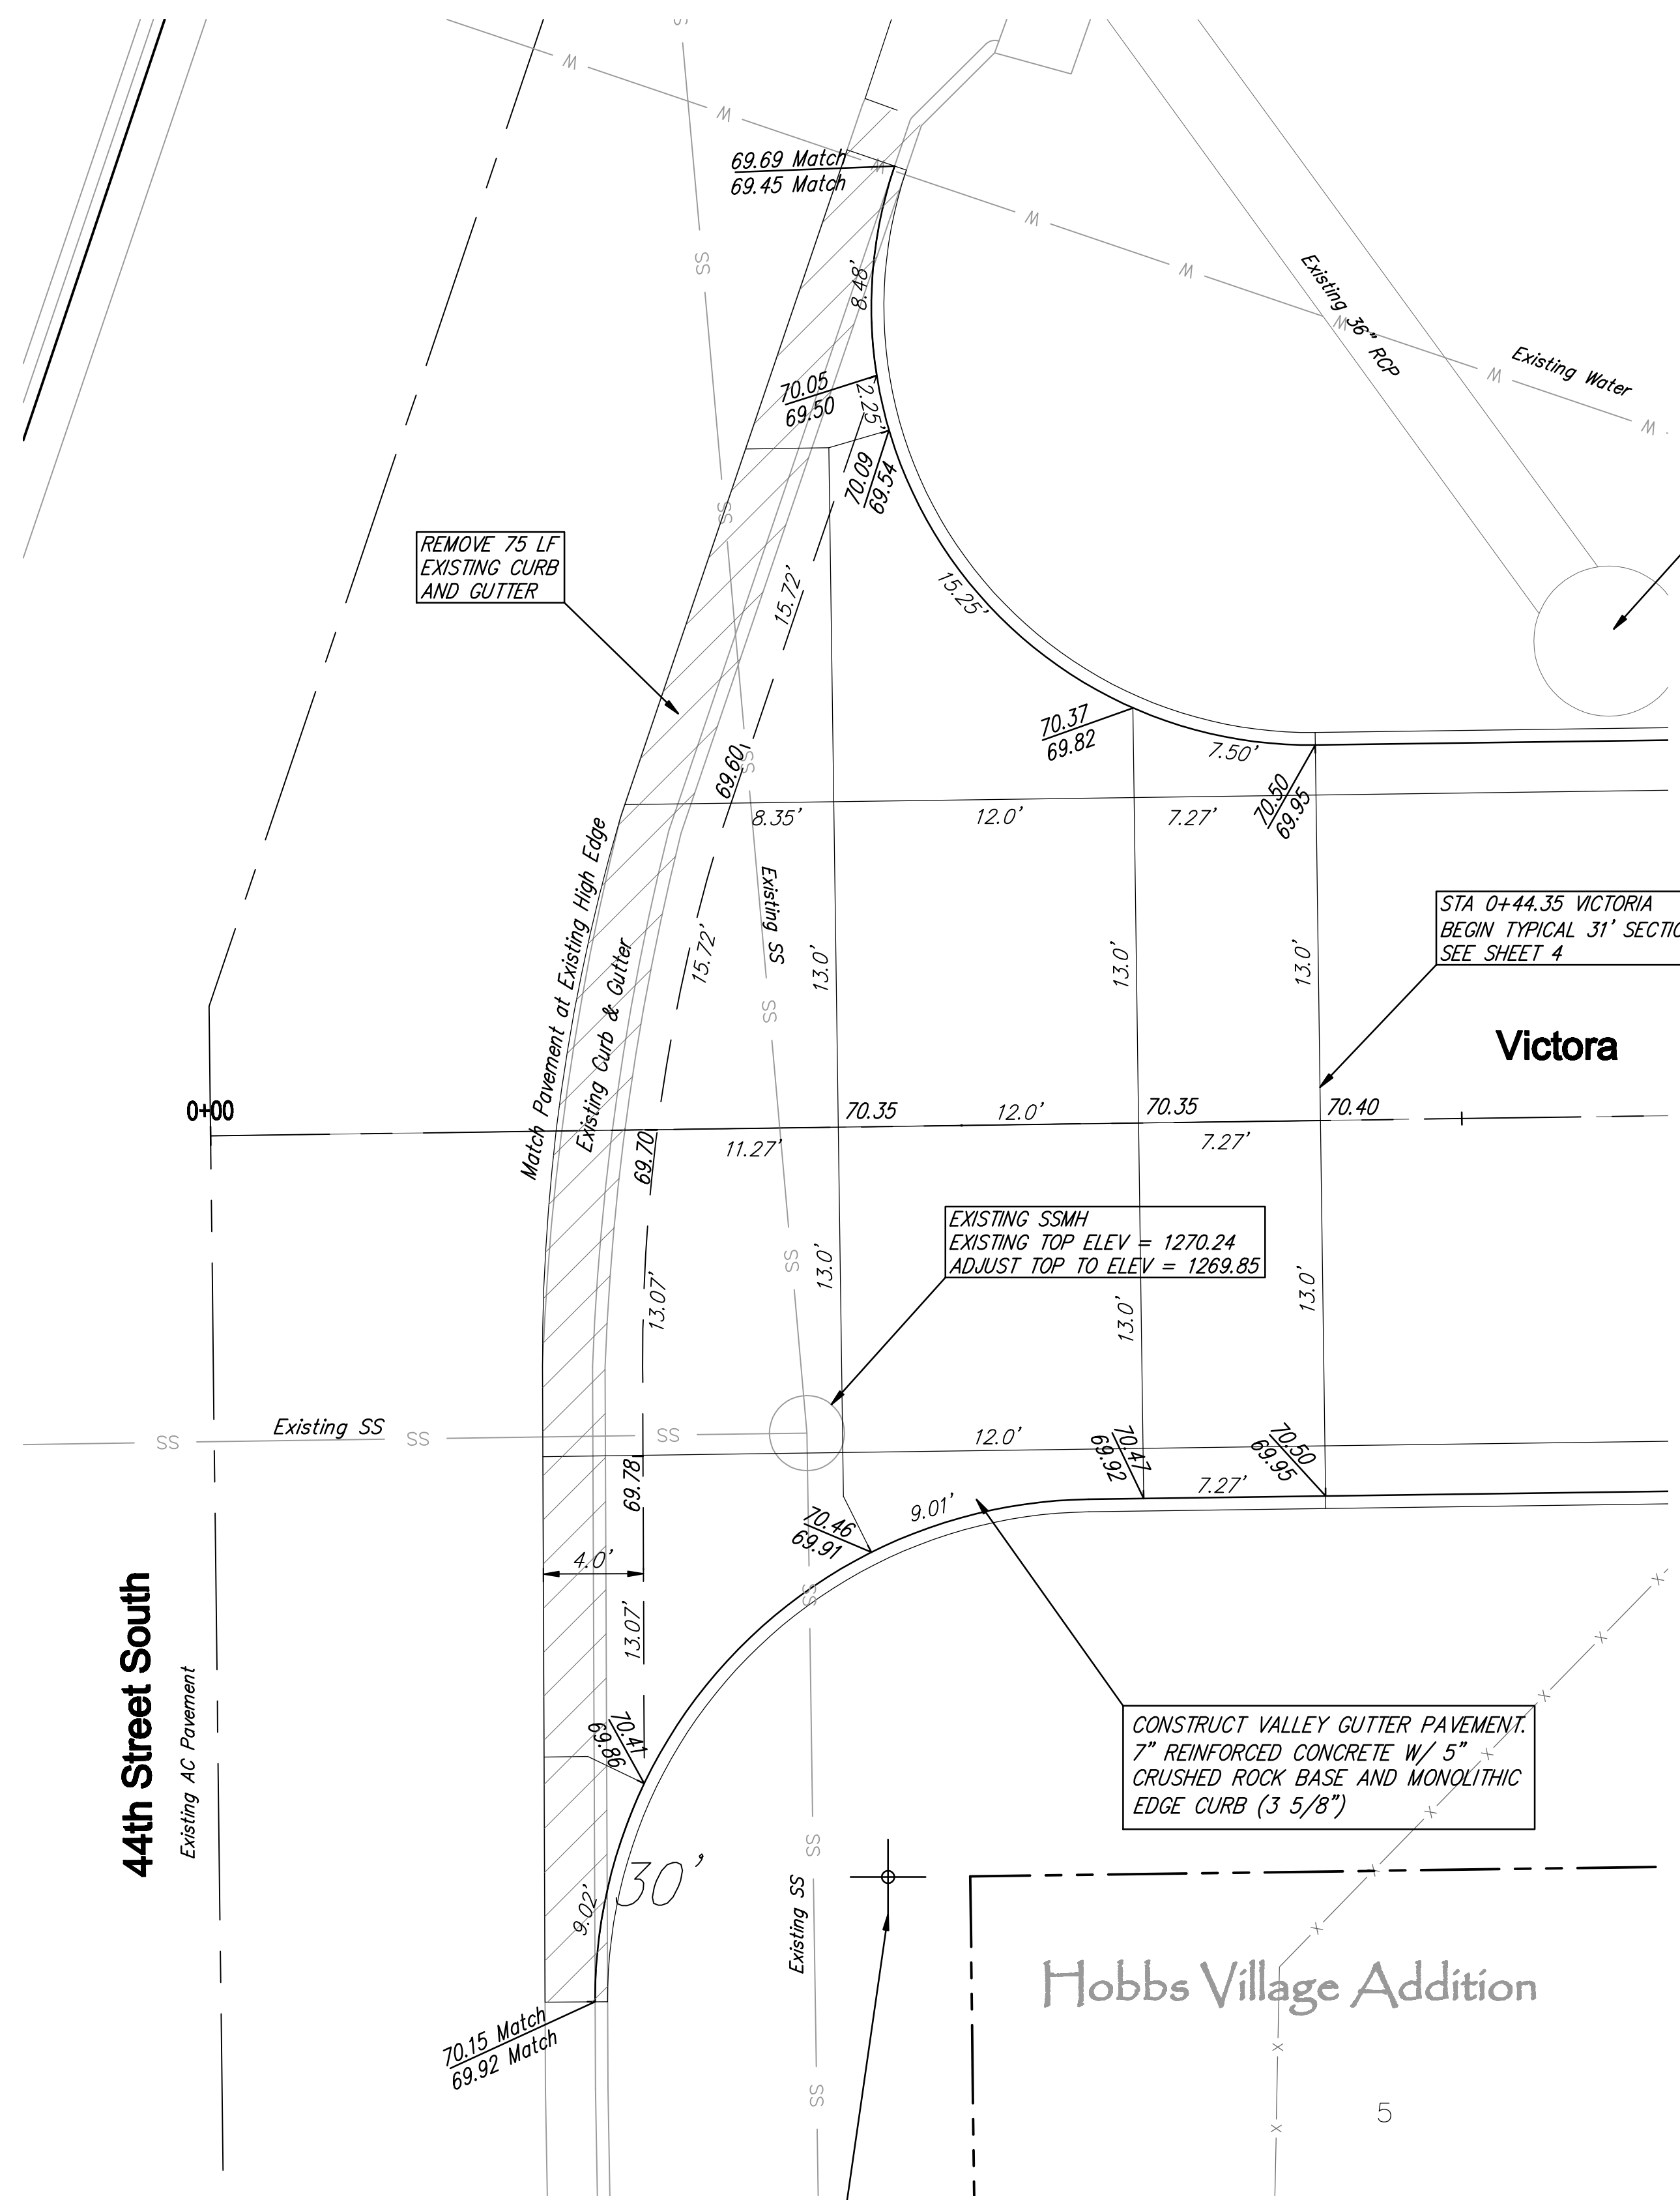 69.69 Match
69.45 Match
8.48'
Existing 36" RCP
Existing Water
70.05
69.50
2.25'
70.09
69.54
REMOVE 75 LF
EXISTING CURB
AND GUTTER
15.72'
15.25'
70.37
69.82
7.50'
69.60
8.35'
12.0'
7.27'
70.50
69.95
Match Pavement at Existing High Edge
Existing Curb & Gutter
15.72'
Existing SS
13.0'
13.0'
13.0'
STA 0+44.35 VICTORIA
BEGIN TYPICAL 31'
SEE SHEET 4
Victora
0+00
70.35
12.0'
70.35
70.40
69.70
11.27'
7.27'
EXISTING SSMH
EXISTING TOP ELEV = 1270.24
ADJUST TOP TO ELEV = 1269.85
13.07'
13.0'
13.0'
13.0'
Existing SS
SS
SS
SS
12.0'
69.78
70.47
69.92
70.50
69.95
7.27'
9.01'
70.46
69.91
4.0'
13.07'
44th Street South
Existing AC Pavement
70.41
69.86
CONSTRUCT VALLEY GUTTER PAVEMENT.
7" REINFORCED CONCRETE W/ 5"
CRUSHED ROCK BASE AND MONOLITHIC
EDGE CURB (3 5/8")
30'
9.02'
Existing SS
Hobbs Village Addition
70.15 Match
69.92 Match
5
W
W
W
W
W
W
W
W
SS
SS
SS
SS
SS
SS
SS
SS
X
X
X
X
X
X
X
X
X